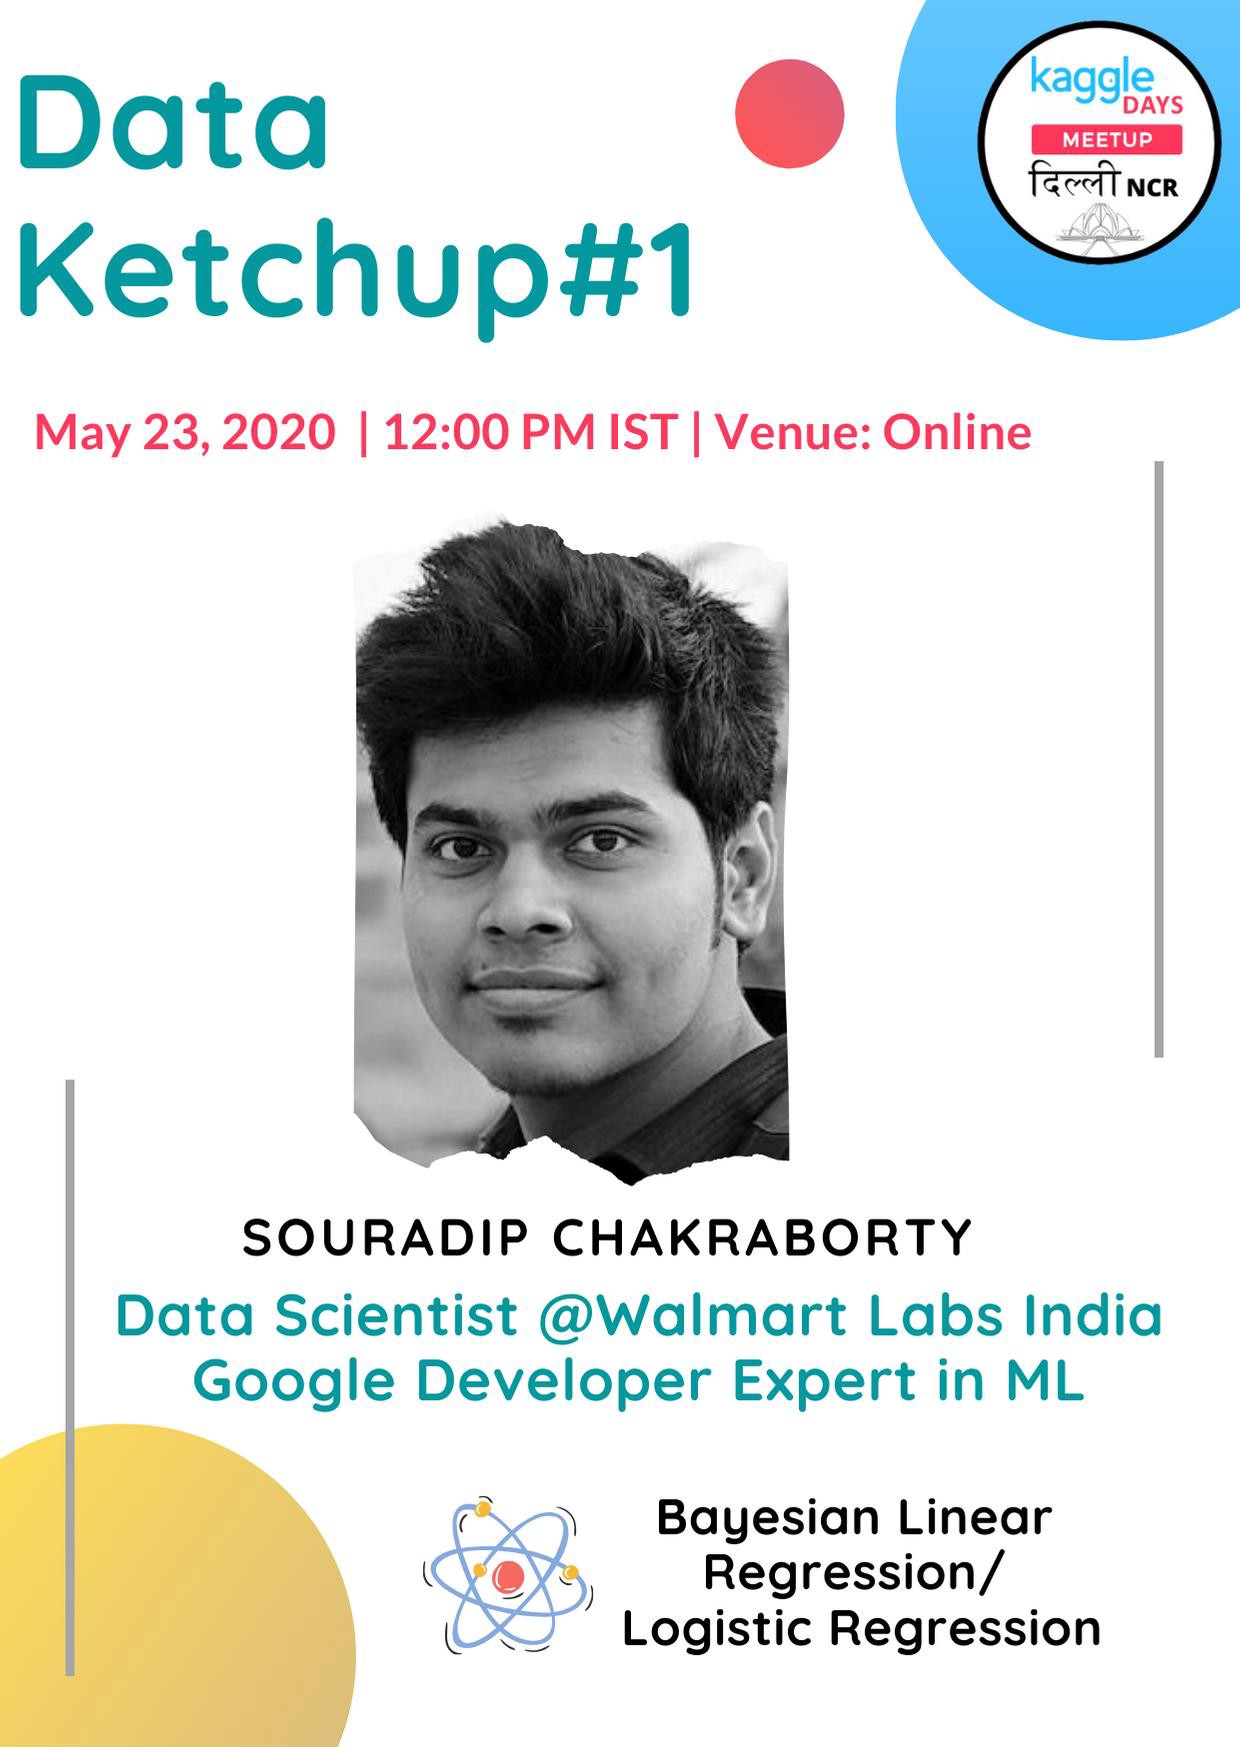 Data
Ketchup#1
kaggle
DAYS
MEETUP
दिल्ली NCR
May 23, 2020 | 12:00 PM IST | Venue: Online
SOURADIP CHAKRABORTY
Data Scientist @Walmart Labs India
Google Developer Expert in ML
Bayesian Linear
Regression/
Logistic Regression